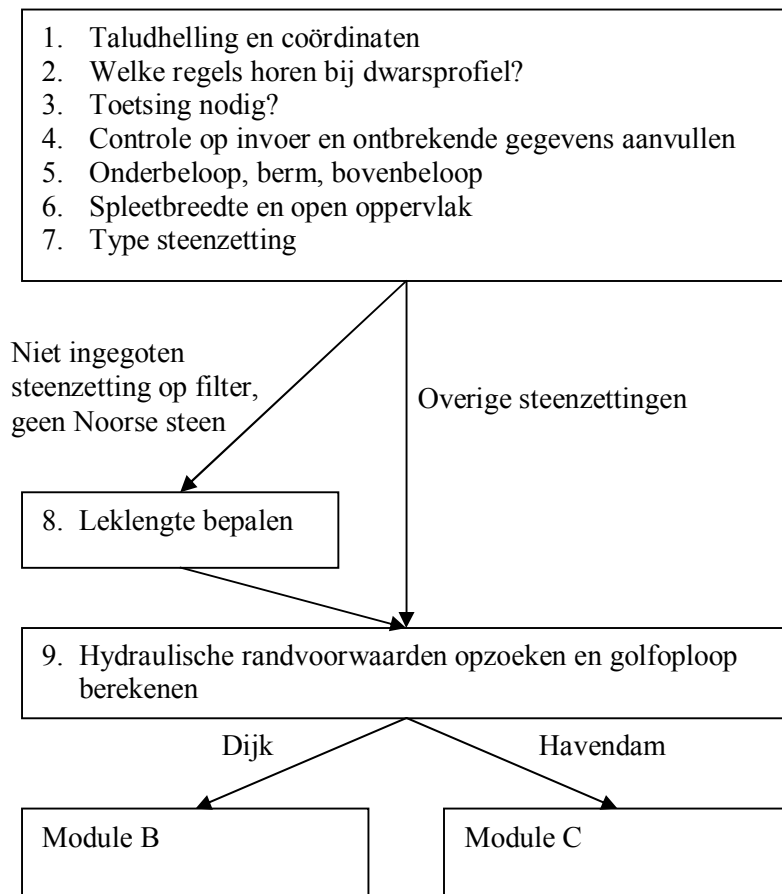 1. Taludhelling en coördinaten
2. Welke regels horen bij dwarsprofiel?
3. Toetsing nodig?
4. Controle op invoer en ontbrekende gegevens aanvullen
5. Onderbeloop, berm, bovenbeloop
6. Spleetbreedte en open oppervlak
7. Type steenzetting
Niet ingegoten
steenzetting op filter,
geen Noorse steen
Overige steenzettingen
8. Leklengte bepalen
9. Hydraulische randvoorwaarden opzoeken en golfoploop
berekenen
Dijk
Havendam
Module B
Module C